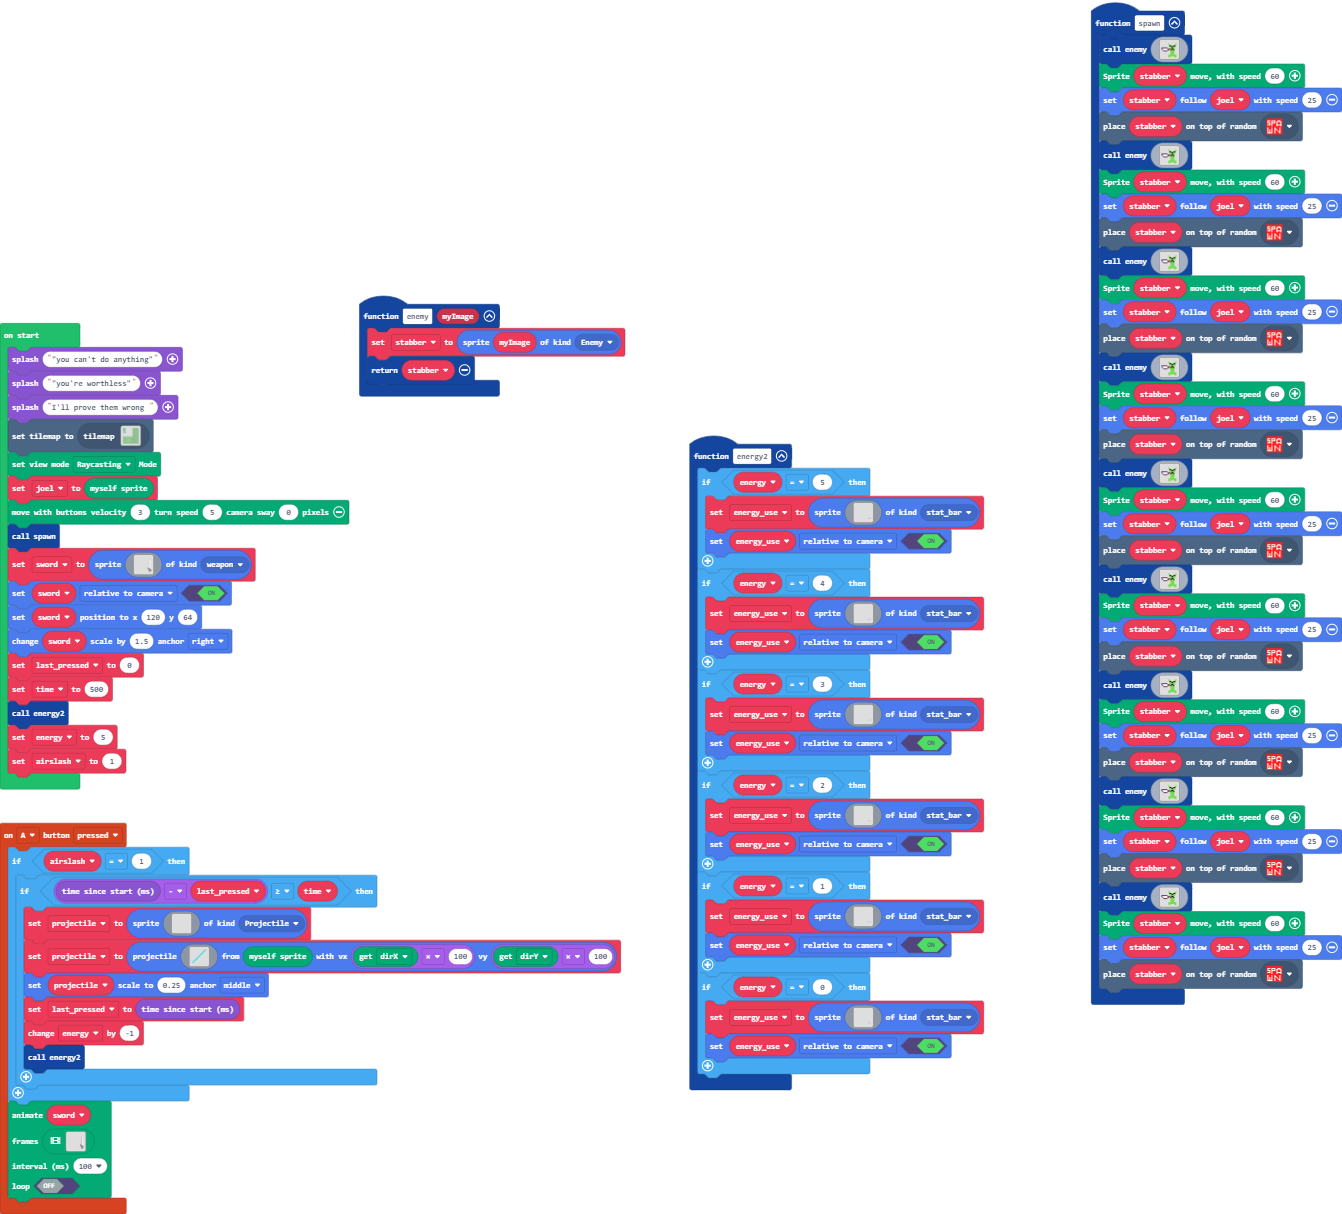 on start
splash "you can't do anything"
splash "you're worthless"
splash "I'll prove them wrong "
set tilemap to tilemap
set view mode Raycasting Mode
set joel to myself sprite
move with buttons velocity 3 turn speed 5 camera sway 0 pixels
call spawn
set sword to sprite of kind weapon
set sword relative to camera ON
set sword position to x 120 y 64
change sword scale by 1.5 anchor right
set last_pressed to 0
set time to 500
call energy2
set energy to 5
set airslash to 1
on A button pressed
if airslash = 1 then
if time since start (ms) - last_pressed ≥ time then
set projectile to sprite of kind Projectile
set projectile to projectile from myself sprite with vx get dirX × 100 vy get dirY × 100
set projectile scale to 0.25 anchor middle
set last_pressed to time since start (ms)
change energy by -1
call energy2
animate sword
frames
interval (ms) 100
loop OFF
function enemy myImage
set stabber to sprite myImage of kind Enemy
return stabber
function energy2
if energy = 5 then
set energy_use to sprite of kind stat_bar
set energy_use relative to camera ON
if energy = 4 then
set energy_use to sprite of kind stat_bar
set energy_use relative to camera ON
if energy = 3 then
set energy_use to sprite of kind stat_bar
set energy_use relative to camera ON
if energy = 2 then
set energy_use to sprite of kind stat_bar
set energy_use relative to camera ON
if energy = 1 then
set energy_use to sprite of kind stat_bar
set energy_use relative to camera ON
if energy = 0 then
set energy_use to sprite of kind stat_bar
set energy_use relative to camera ON
function spawn
call enemy
Sprite stabber move, with speed 60
set stabber follow joel with speed 25
place stabber on top of random SPAWN
call enemy
Sprite stabber move, with speed 60
set stabber follow joel with speed 25
place stabber on top of random SPAWN
call enemy
Sprite stabber move, with speed 60
set stabber follow joel with speed 25
place stabber on top of random SPAWN
call enemy
Sprite stabber move, with speed 60
set stabber follow joel with speed 25
place stabber on top of random SPAWN
call enemy
Sprite stabber move, with speed 60
set stabber follow joel with speed 25
place stabber on top of random SPAWN
call enemy
Sprite stabber move, with speed 60
set stabber follow joel with speed 25
place stabber on top of random SPAWN
call enemy
Sprite stabber move, with speed 60
set stabber follow joel with speed 25
place stabber on top of random SPAWN
call enemy
Sprite stabber move, with speed 60
set stabber follow joel with speed 25
place stabber on top of random SPAWN
call enemy
Sprite stabber move, with speed 60
set stabber follow joel with speed 25
place stabber on top of random SPAWN